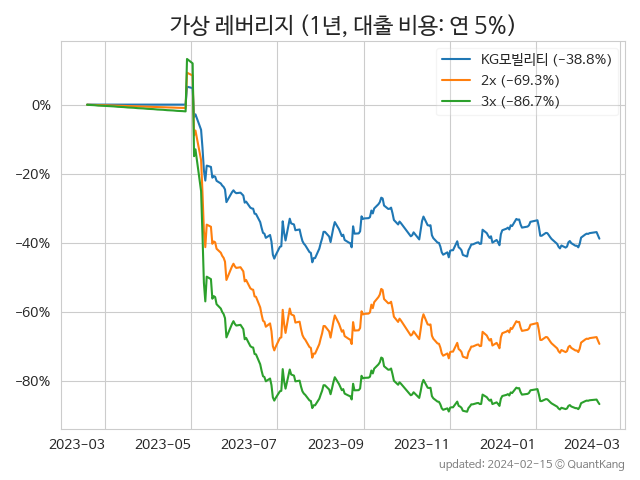 가상 레버리지 (1년, 대출 비용: 연 5%)
KG모빌리티 (−38.8%)
2x (−69.3%)
3x (−86.7%)
0%
−20%
−40%
−60%
−80%
2023-03 2023-05 2023-07 2023-09 2023-11 2024-01 2024-03
updated: 2024-02-15 © QuantKang